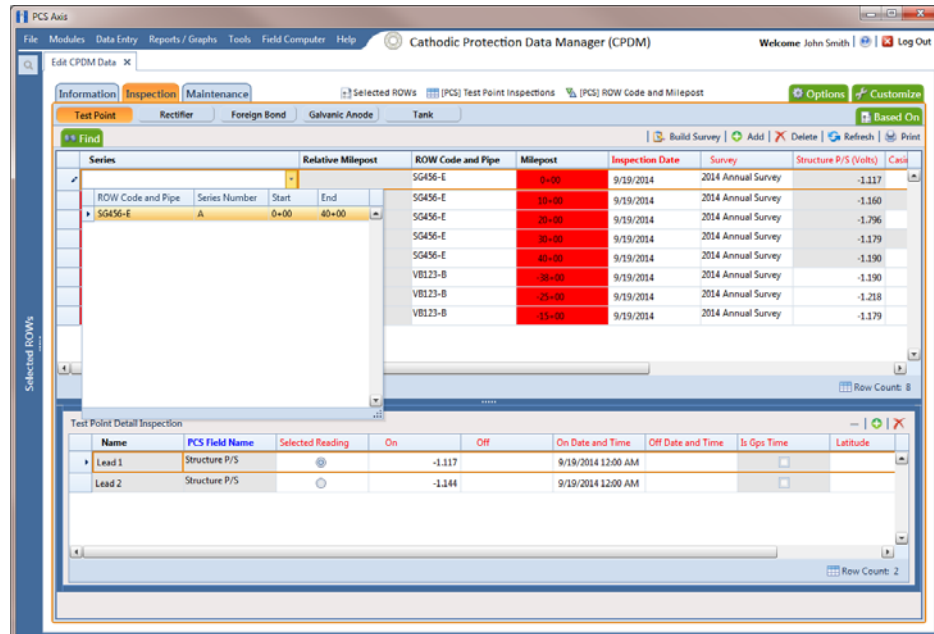 PCS Axis
File Modules Data Entry Reports / Graphs Tools Field Computer Help Cathodic Protection Data Manager (CPDM) Welcome John Smith Log Out
Edit CPDM Data
Information Inspection Maintenance Selected ROWs [PCS] Test Point Inspections [PCS] ROW Code and Milepost Options Customize
Test Point Rectifier Foreign Bond Galvanic Anode Tank Based On
Find Build Survey Add Delete Refresh Print
Series Relative Milepost ROW Code and Pipe Milepost Inspection Date Survey Structure P/S (Volts) Casi
SG456-E 0+00 9/19/2014 2014 Annual Survey -1.117
ROW Code and Pipe Series Number Start End SG456-E 10+00 9/19/2014 2014 Annual Survey -1.160
SG456-E A 0+00 40+00 SG456-E 20+00 9/19/2014 2014 Annual Survey -1.796
SG456-E 30+00 9/19/2014 2014 Annual Survey -1.179
SG456-E 40+00 9/19/2014 2014 Annual Survey -1.190
VB123-B -38+00 9/19/2014 2014 Annual Survey -1.190
VB123-B -25+00 9/19/2014 2014 Annual Survey -1.218
VB123-B -15+00 9/19/2014 2014 Annual Survey -1.179
Selected ROWs
Row Count: 8
Test Point Detail Inspection
Name PCS Field Name Selected Reading On Off On Date and Time Off Date and Time Is Gps Time Latitude
Lead 1 Structure P/S -1.117 9/19/2014 12:00 AM
Lead 2 Structure P/S -1.144 9/19/2014 12:00 AM
Row Count: 2